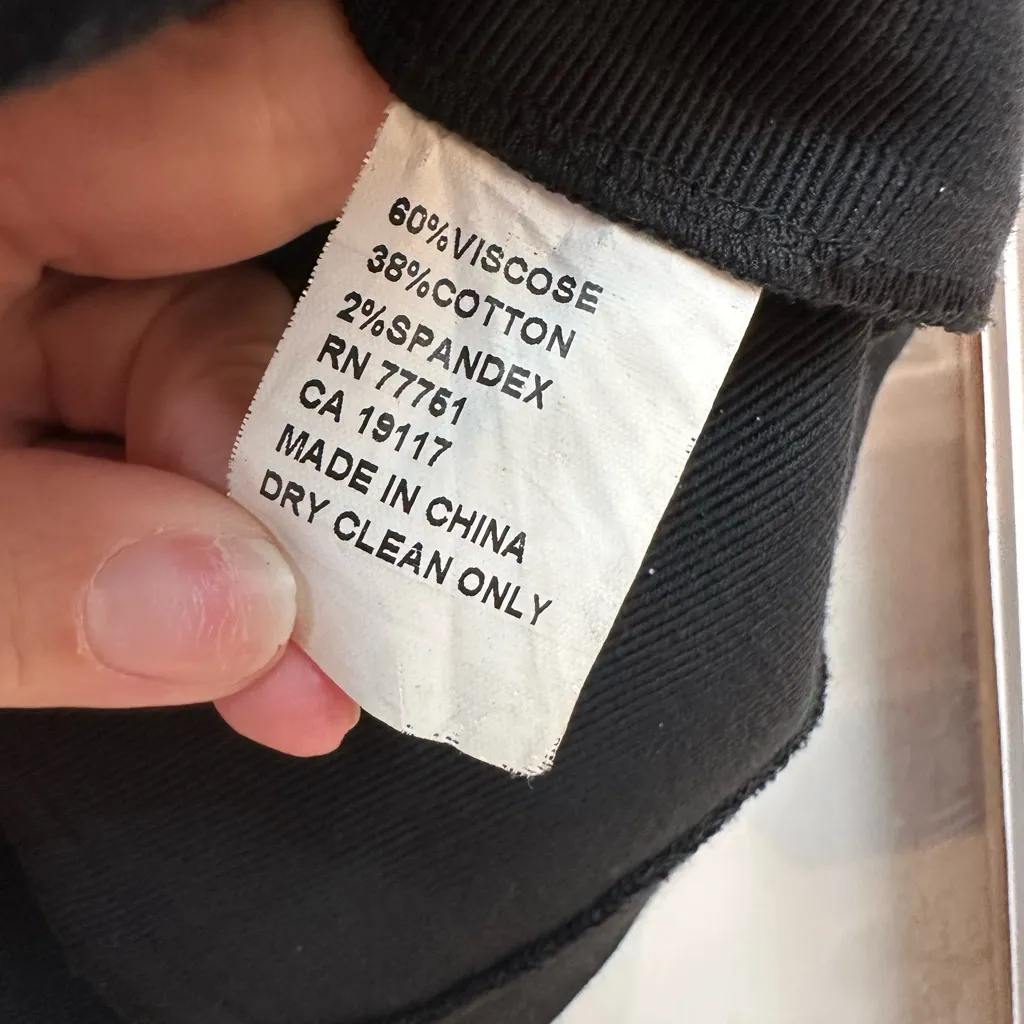 60%VISCOSE
38%COTTON
2%SPANDEX
RN 77761
CA 19117
MADE IN CHINA
DRY CLEAN ONLY